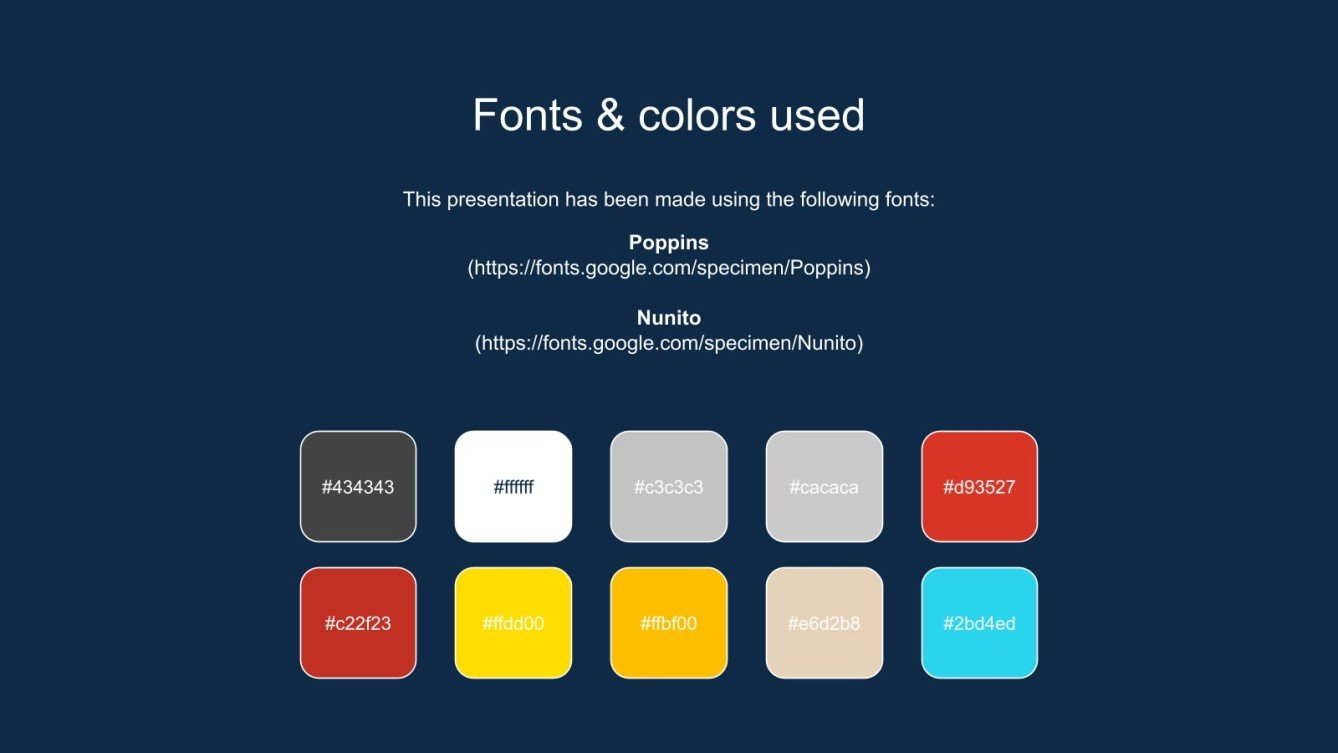 Fonts & colors used
This presentation has been made using the following fonts:
Poppins
(https://fonts.google.com/specimen/Poppins)
Nunito
(https://fonts.google.com/specimen/Nunito)
#434343
#ffffff
#c3c3c3
#cacaca
#d93527
#c22f23
#ffdd00
#ffbf00
#e6d2b8
#2bd4ed